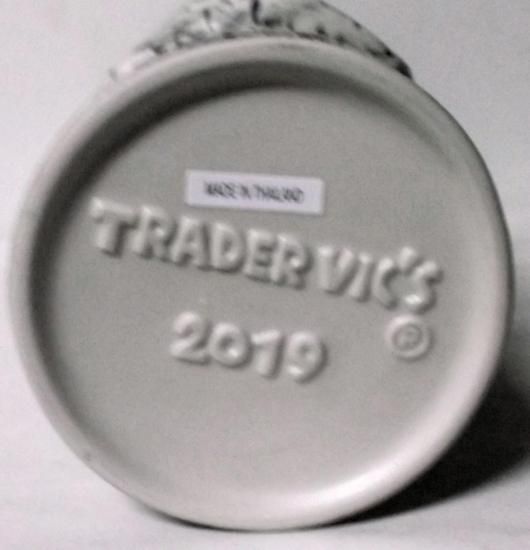 MADE IN THAILAND
TRADER VIC'S
®
2019